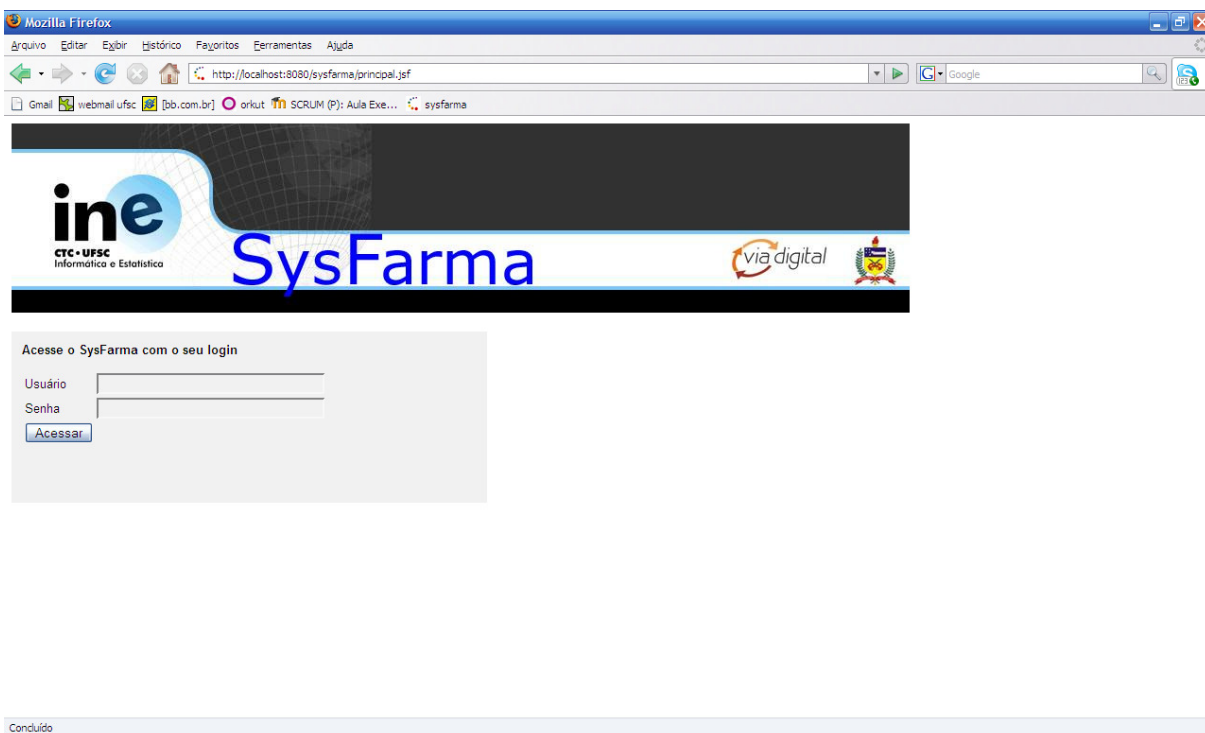 Mozilla Firefox
Arquivo Editar Exibir Histórico Favoritos Ferramentas Ajuda
http://localhost:8080/sysfarma/principal.jsf
G Google
Gmail webmail ufsc [bb.com.br] orkut SCRUM (P): Aula Exe... sysfarma
ine
CTC • UFSC
Informática e Estatística
SysFarma
via digital
Acesse o SysFarma com o seu login
Usuário
Senha
Acessar
Concluído